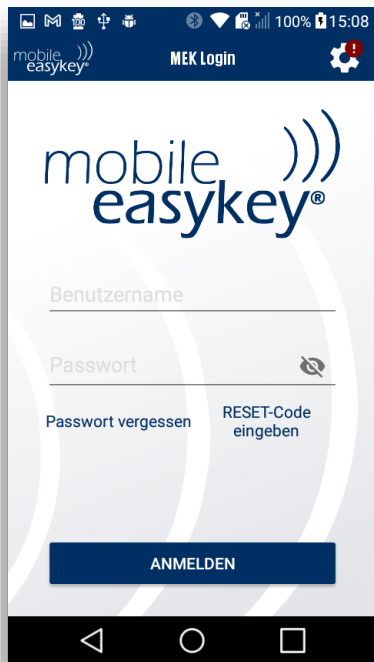 100% 15:08
mobile
easykey®
MEK Login
!
mobile
easykey®
Benutzername
Passwort
Passwort vergessen
RESET-Code
eingeben
ANMELDEN